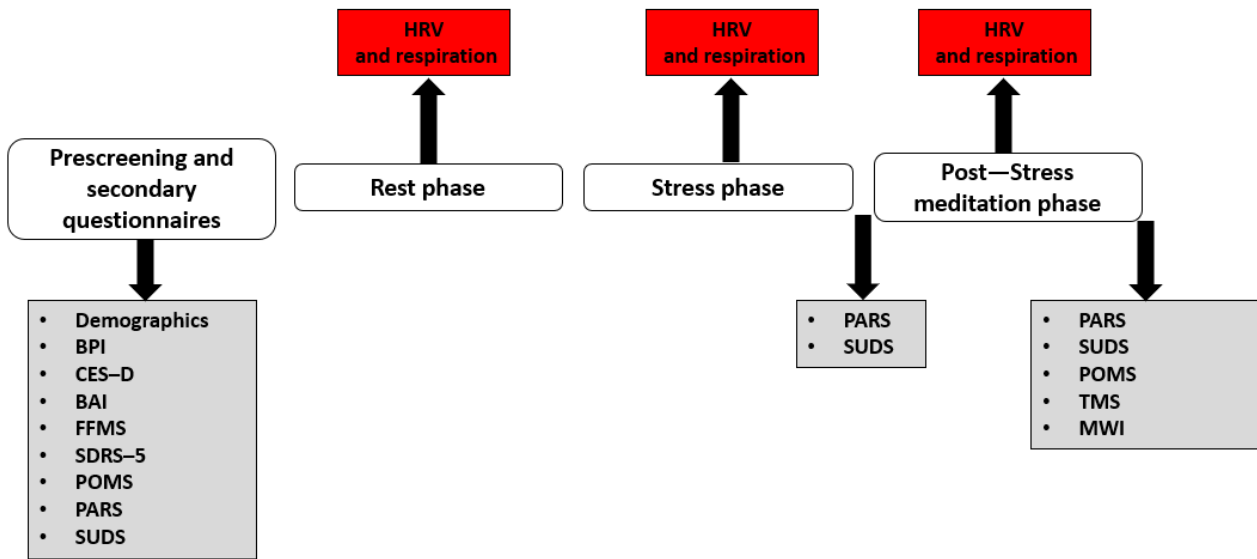 HRV
and respiration
HRV
and respiration
HRV
and respiration
Prescreening and
secondary
questionnaires
Rest phase
Stress phase
Post—Stress
meditation phase
• Demographics
• BPI
• CES–D
• BAI
• FFMS
• SDRS–5
• POMS
• PARS
• SUDS
• PARS
• SUDS
• PARS
• SUDS
• POMS
• TMS
• MWI